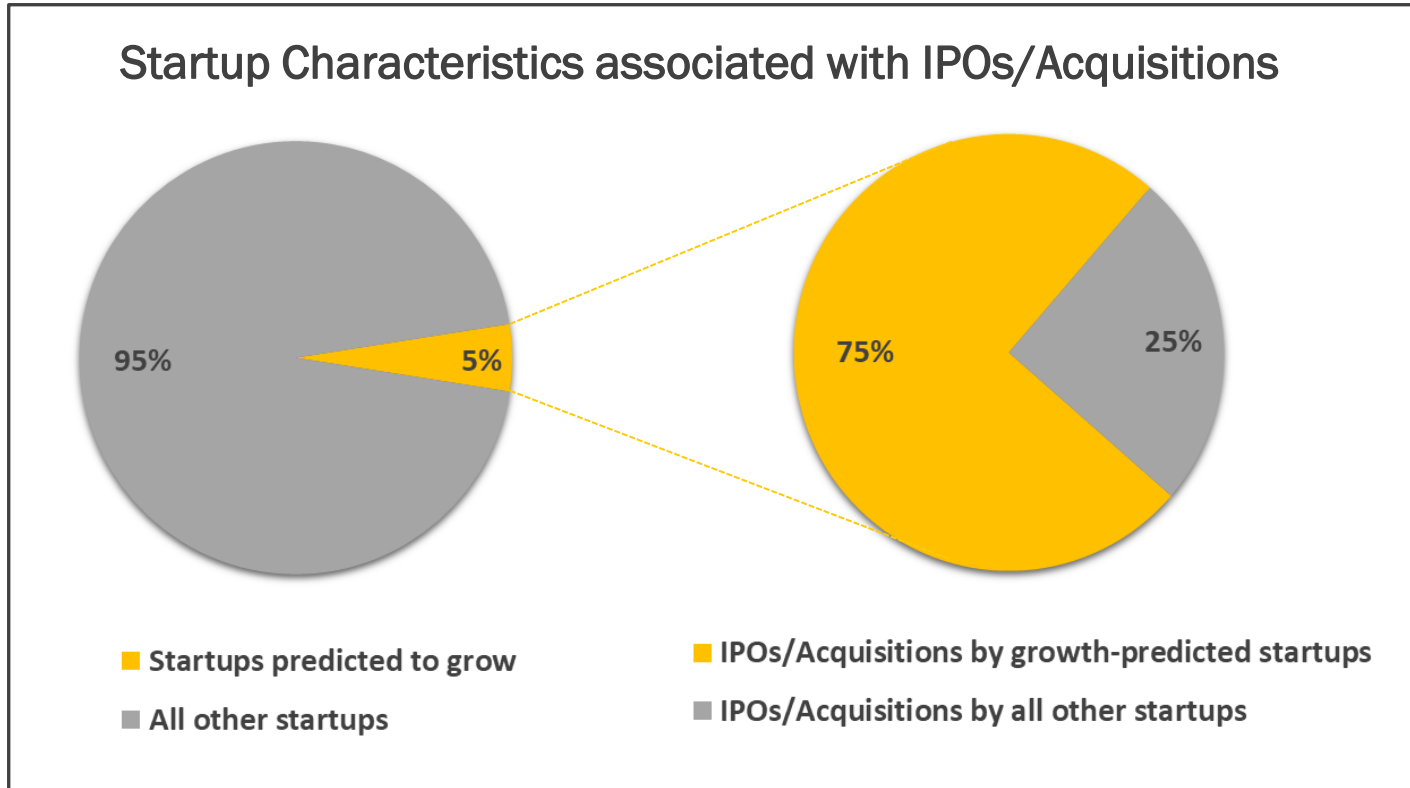 Startup Characteristics associated with IPOs/Acquisitions
95%
5%
75%
25%
Startups predicted to grow
All other startups
IPOs/Acquisitions by growth-predicted startups
IPOs/Acquisitions by all other startups